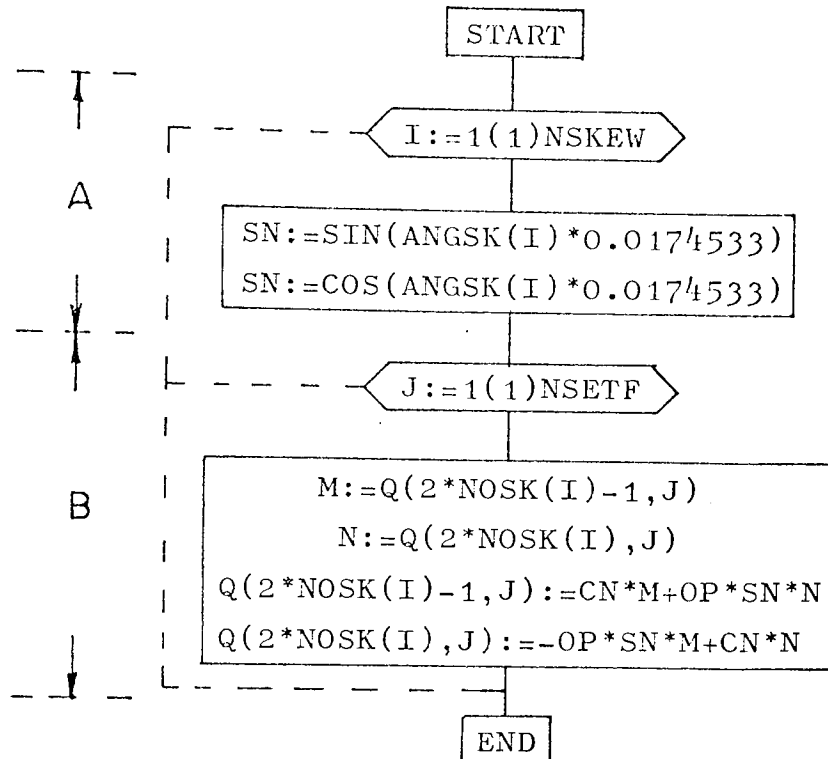 START
I:=1(1)NSKEW
A
SN:=SIN(ANGSK(I)*0.0174533)
SN:=COS(ANGSK(I)*0.0174533)
J:=1(1)NSETF
B
M:=Q(2*NOSK(I)-1,J)
N:=Q(2*NOSK(I),J)
Q(2*NOSK(I)-1,J):=CN*M+OP*SN*N
Q(2*NOSK(I),J):=-OP*SN*M+CN*N
END